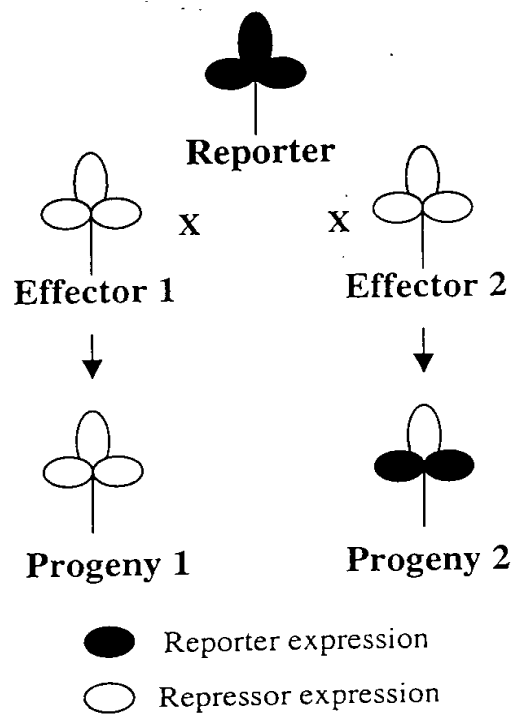 Reporter
X X
Effector 1 Effector 2
Progeny 1 Progeny 2
Reporter expression
Repressor expression